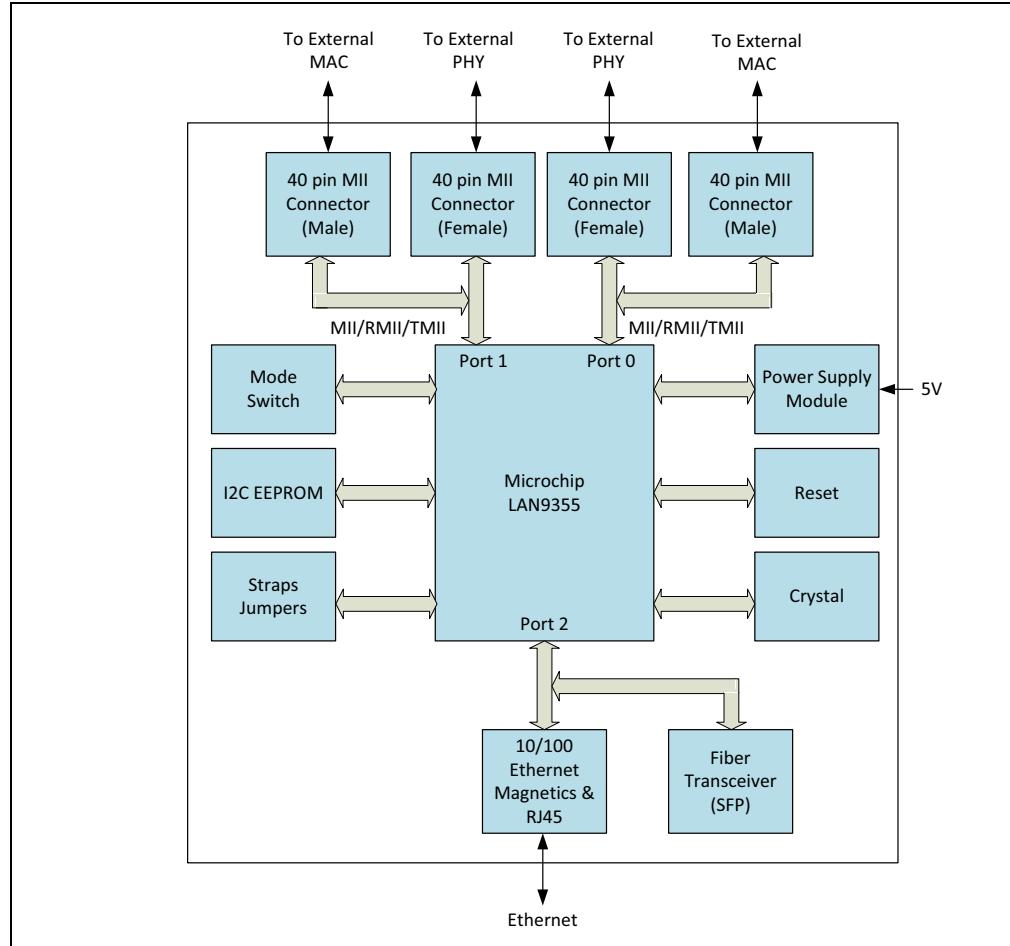 To External
MAC
To External
PHY
To External
PHY
To External
MAC
40 pin MII
Connector
(Male)
40 pin MII
Connector
(Female)
40 pin MII
Connector
(Female)
40 pin MII
Connector
(Male)
MII/RMII/TMII
MII/RMII/TMII
Port 1
Port 0
Mode
Switch
Power Supply
Module
5V
I2C EEPROM
Microchip
LAN9355
Reset
Straps
Jumpers
Crystal
Port 2
10/100
Ethernet
Magnetics &
RJ45
Fiber
Transceiver
(SFP)
Ethernet